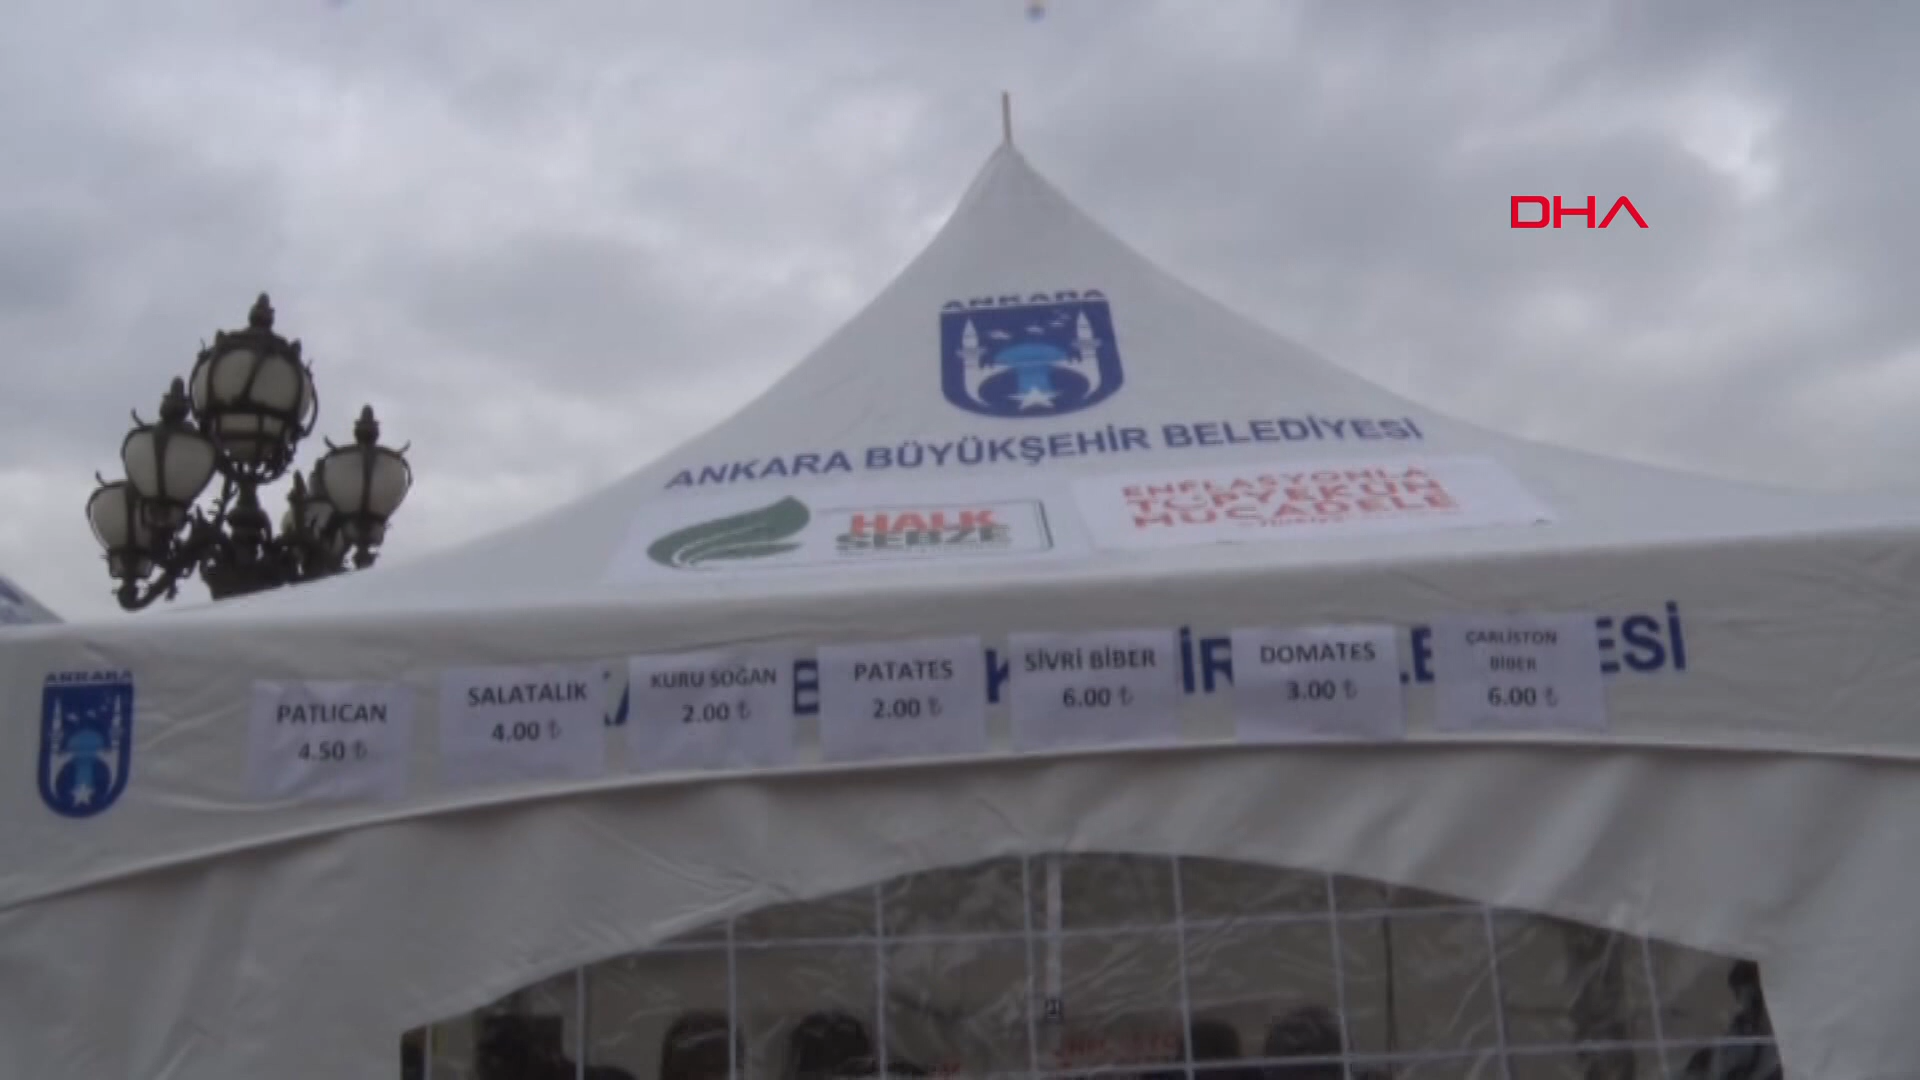 DHA
ANKARA
ANKARA BÜYÜKŞEHİR BELEDİYESİ
HALK
SEBZE
ENFLASYONLA
TOPYEKÜN
MÜCADELE
ANKARA
PATLICAN
4.50 ₺
SALATALIK
4.00 ₺
KURU SOĞAN
2.00 ₺
PATATES
2.00 ₺
SİVRİ BİBER
6.00 ₺
DOMATES
3.00 ₺
ÇARLİSTON
BİBER
6.00 ₺